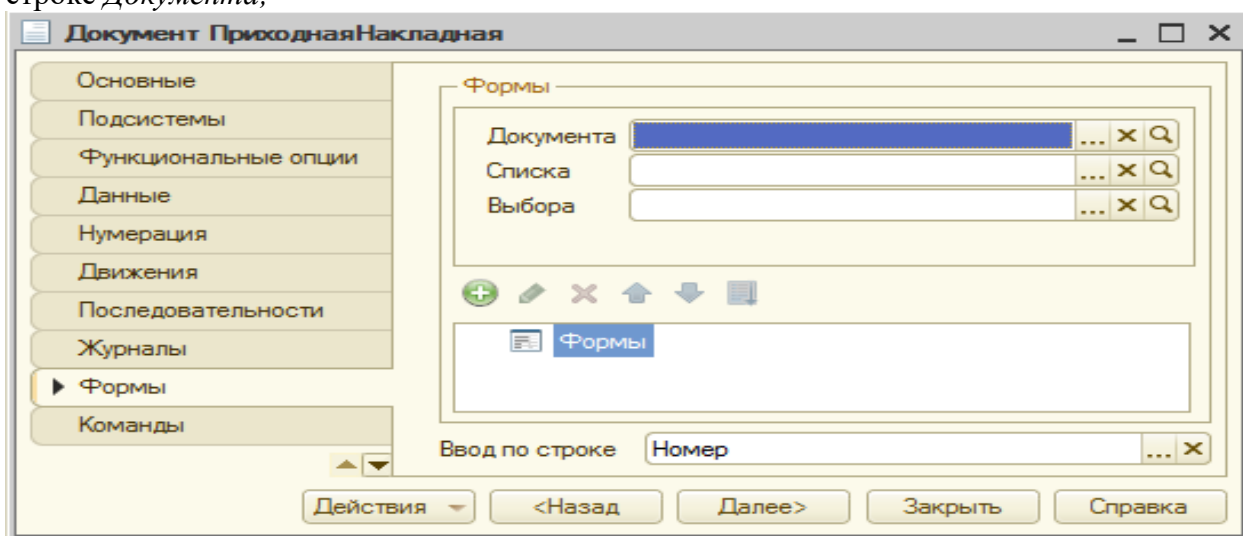 строке Документа;
Документ ПриходнаяНакладная
Основные
Подсистемы
Функциональные опции
Данные
Нумерация
Движения
Последовательности
Журналы
Формы
Команды
Формы
Документа
Списка
Выбора
Формы
Ввод по строке Номер
Действия <Назад Далее> Закрыть Справка